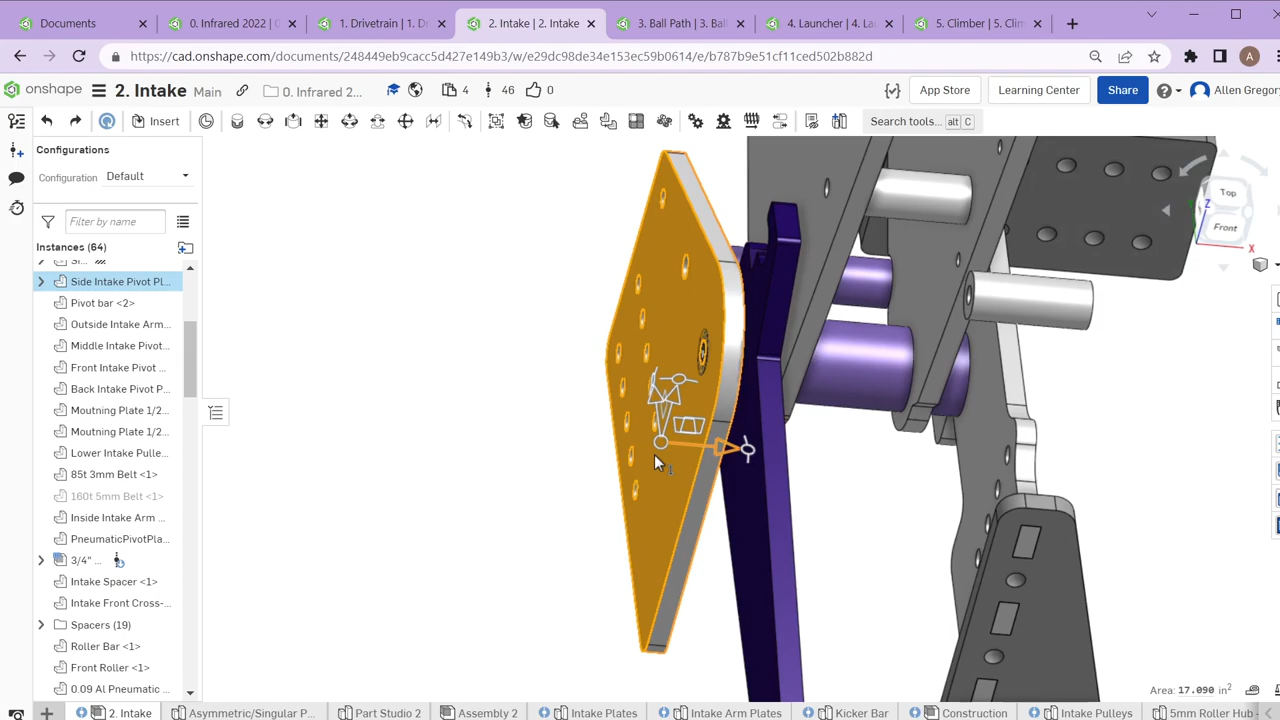 Documents
0. Infrared 2022 | 0.
1. Drivetrain | 1. D
2. Intake | 2. Intake
3. Ball Path | 3. Bal
4. Launcher | 4. Lau
5. Climber | 5. Clim
https://cad.onshape.com/documents/248449eb9cacc5d427e149b3/w/e29dc98de34e153ec59b0614/e/b787b9e51cf11ced5502b882d
A
onshape
2. Intake Main
0. Infrared 2...
4
46
0
App Store
Learning Center
Share
Allen Gregory
Insert
Search tools...
alt C
Configurations
Configuration Default
Filter by name
Instances (64)
Side Intake Pivot Pl...
Pivot bar <2>
Outside Intake Arm...
Middle Intake Pivot...
Front Intake Pivot ...
Back Intake Pivot P...
Moutning Plate 1/2...
Moutning Plate 1/2...
Lower Intake Pulle...
85t 3mm Belt <1>
160t 5mm Belt <1>
Inside Intake Arm ...
PneumaticPivotPla...
3/4" ...
Intake Spacer <1>
Intake Front Cross-...
Spacers (19)
Roller Bar <1>
Front Roller <1>
0.09 Al Pneumatic ...
Top
Front
Z
X
Area: 17.090 in²
2. Intake
Asymmetric/Singular P...
Part Studio 2
Assembly 2
Intake Plates
Intake Arm Plates
Kicker Bar
Construction
Intake Pulleys
5mm Roller Hub -